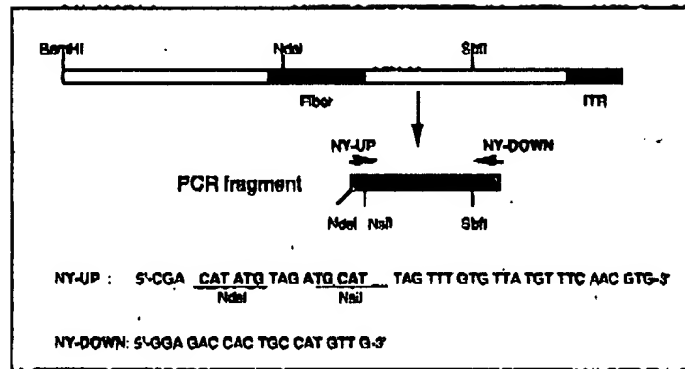 BamHI NdeI SbfI
Fiber ITR
NY-UP NY-DOWN
PCR fragment
NdeI NsiI SbfI
NY-UP : 5'-CGA CAT ATG TAG ATG CAT ... TAG TTT GTG TTA TGT TTC AAC GTG-3'
NdeI NsiI
NY-DOWN: 5'-GGA GAC CAC TGC CAT GTT G-3'